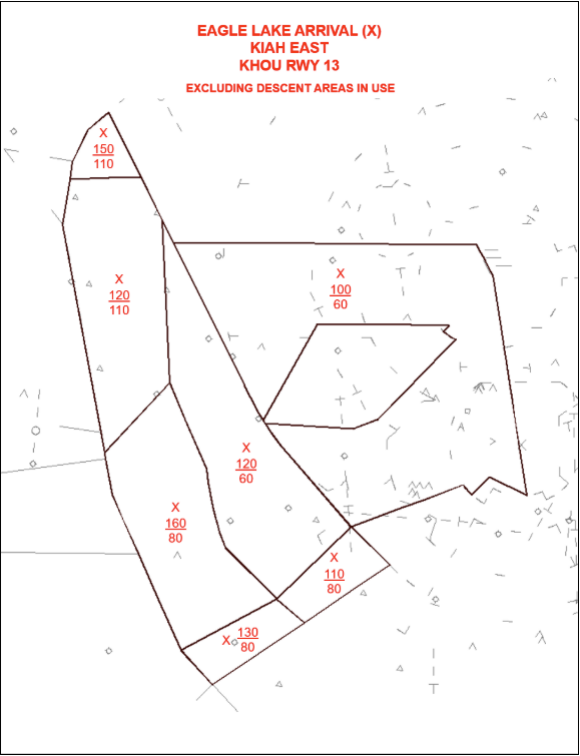 EAGLE LAKE ARRIVAL (X)
KIAH EAST
KHOU RWY 13
EXCLUDING DESCENT AREAS IN USE
X
150
110
X
120
110
X
100
60
X
120
60
X
160
80
X
110
80
X 130
80